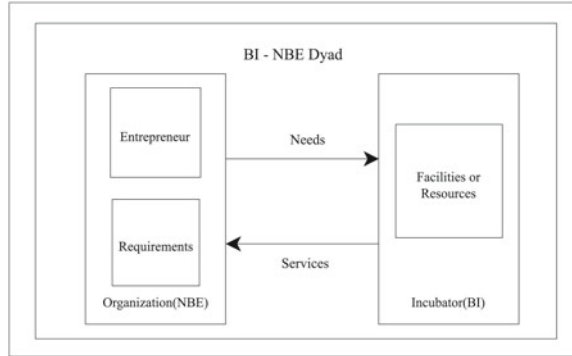 BI - NBE Dyad
Entrepreneur
Requirements
Organization(NBE)
Needs
Services
Facilities or
Resources
Incubator(BI)